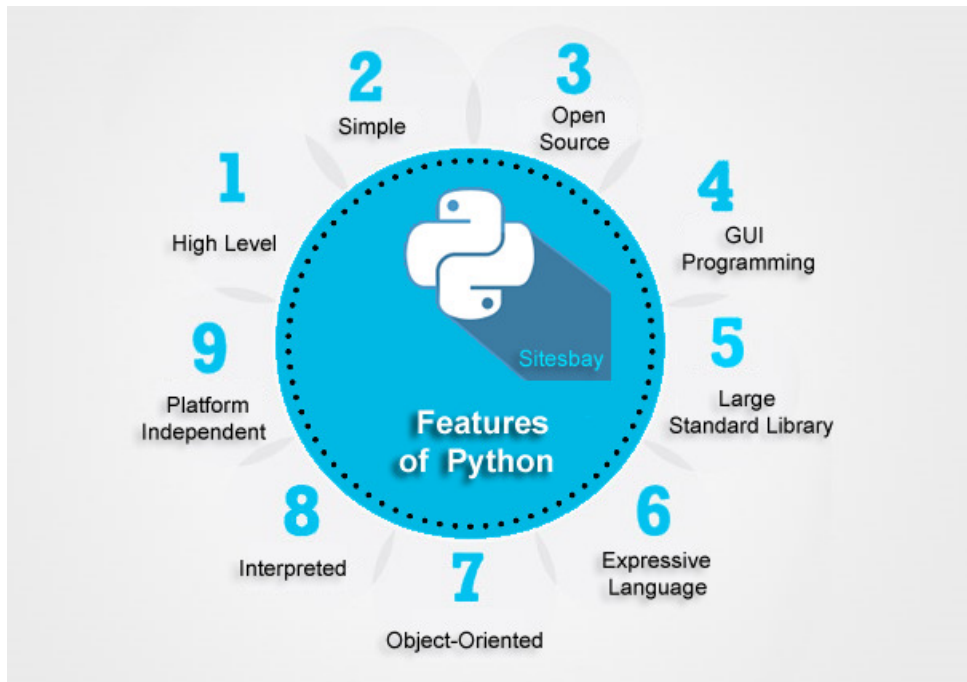 1
High Level
2
Simple
3
Open
Source
4
GUI
Programming
5
Large
Standard Library
6
Expressive
Language
7
Object-Oriented
8
Interpreted
9
Platform
Independent
Sitesbay
Features
of Python